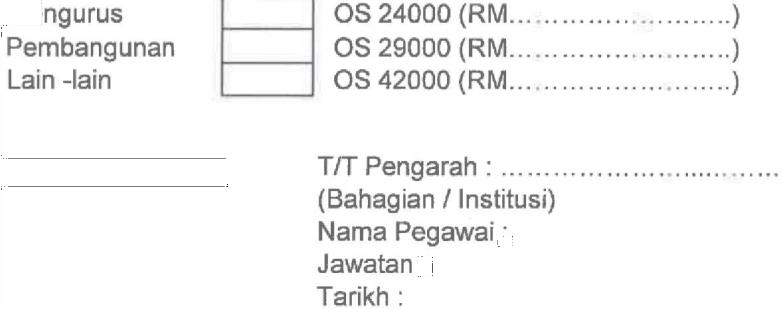 ngurus OS 24000 (RM..............................)
Pembangunan OS 29000 (RM..............................)
Lain -lain OS 42000 (RM..............................)
T/T Pengarah : ......................................
(Bahagian / Institusi)
Nama Pegawai :
Jawatan :
Tarikh :